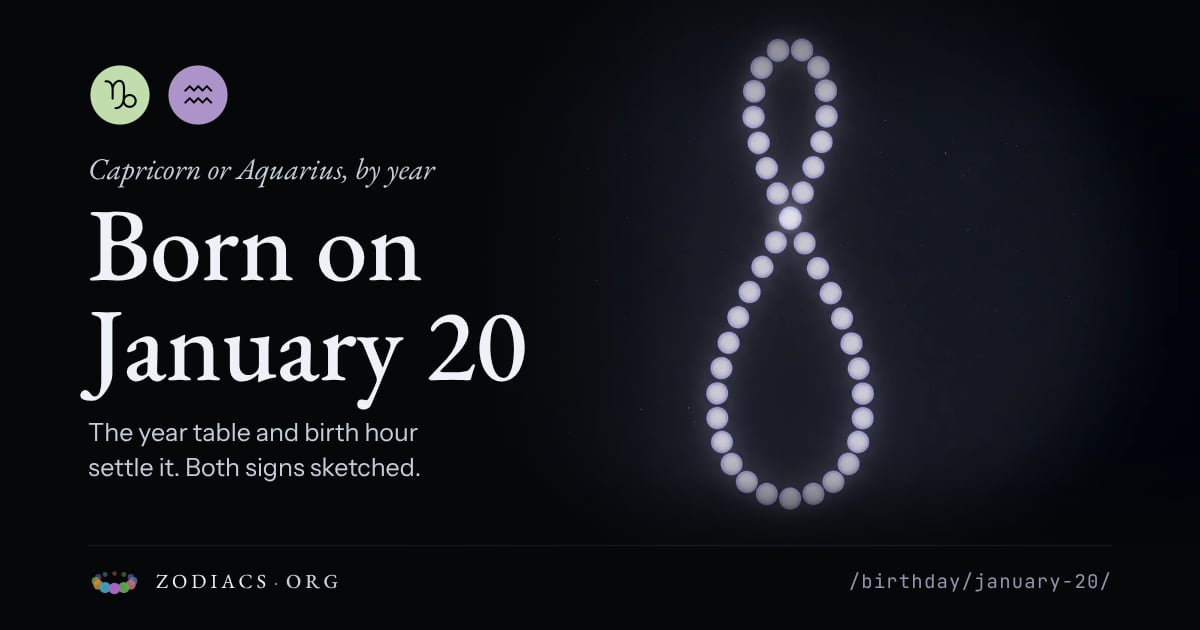 Capricorn or Aquarius, by year
Born on
January 20
The year table and birth hour
settle it. Both signs sketched.
ZODIACS·ORG
/birthday/january-20/